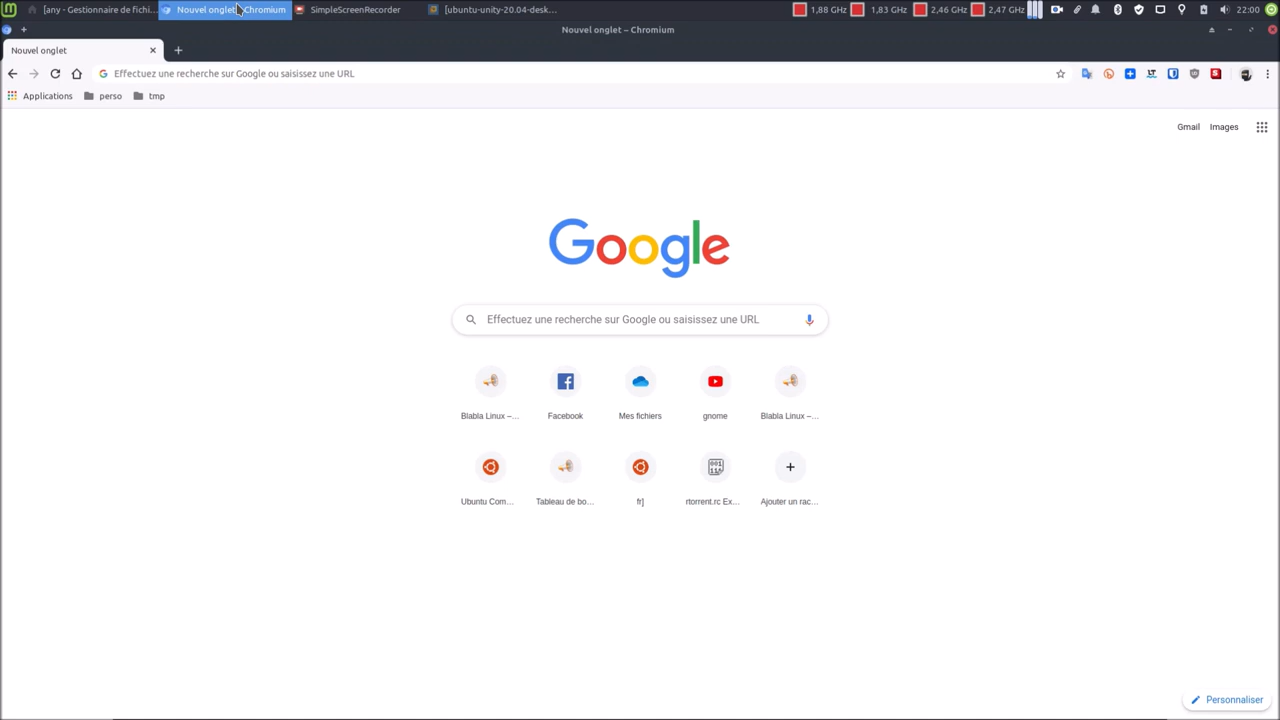 [any - Gestionnaire de fichi... Nouvel onglet - Chromium SimpleScreenRecorder [ubuntu-unity-20.04-desk... 1,88 GHz 1,83 GHz 2,46 GHz 2,47 GHz 22:00
Nouvel onglet – Chromium
Nouvel onglet
Effectuez une recherche sur Google ou saisissez une URL
Applications perso tmp
Gmail Images
Google
Effectuez une recherche sur Google ou saisissez une URL
Blabla Linux –... Facebook Mes fichiers gnome Blabla Linux –...
Ubuntu Com... Tableau de bo... fr] rtorrent.rc Ex... Ajouter un rac...
Personnaliser